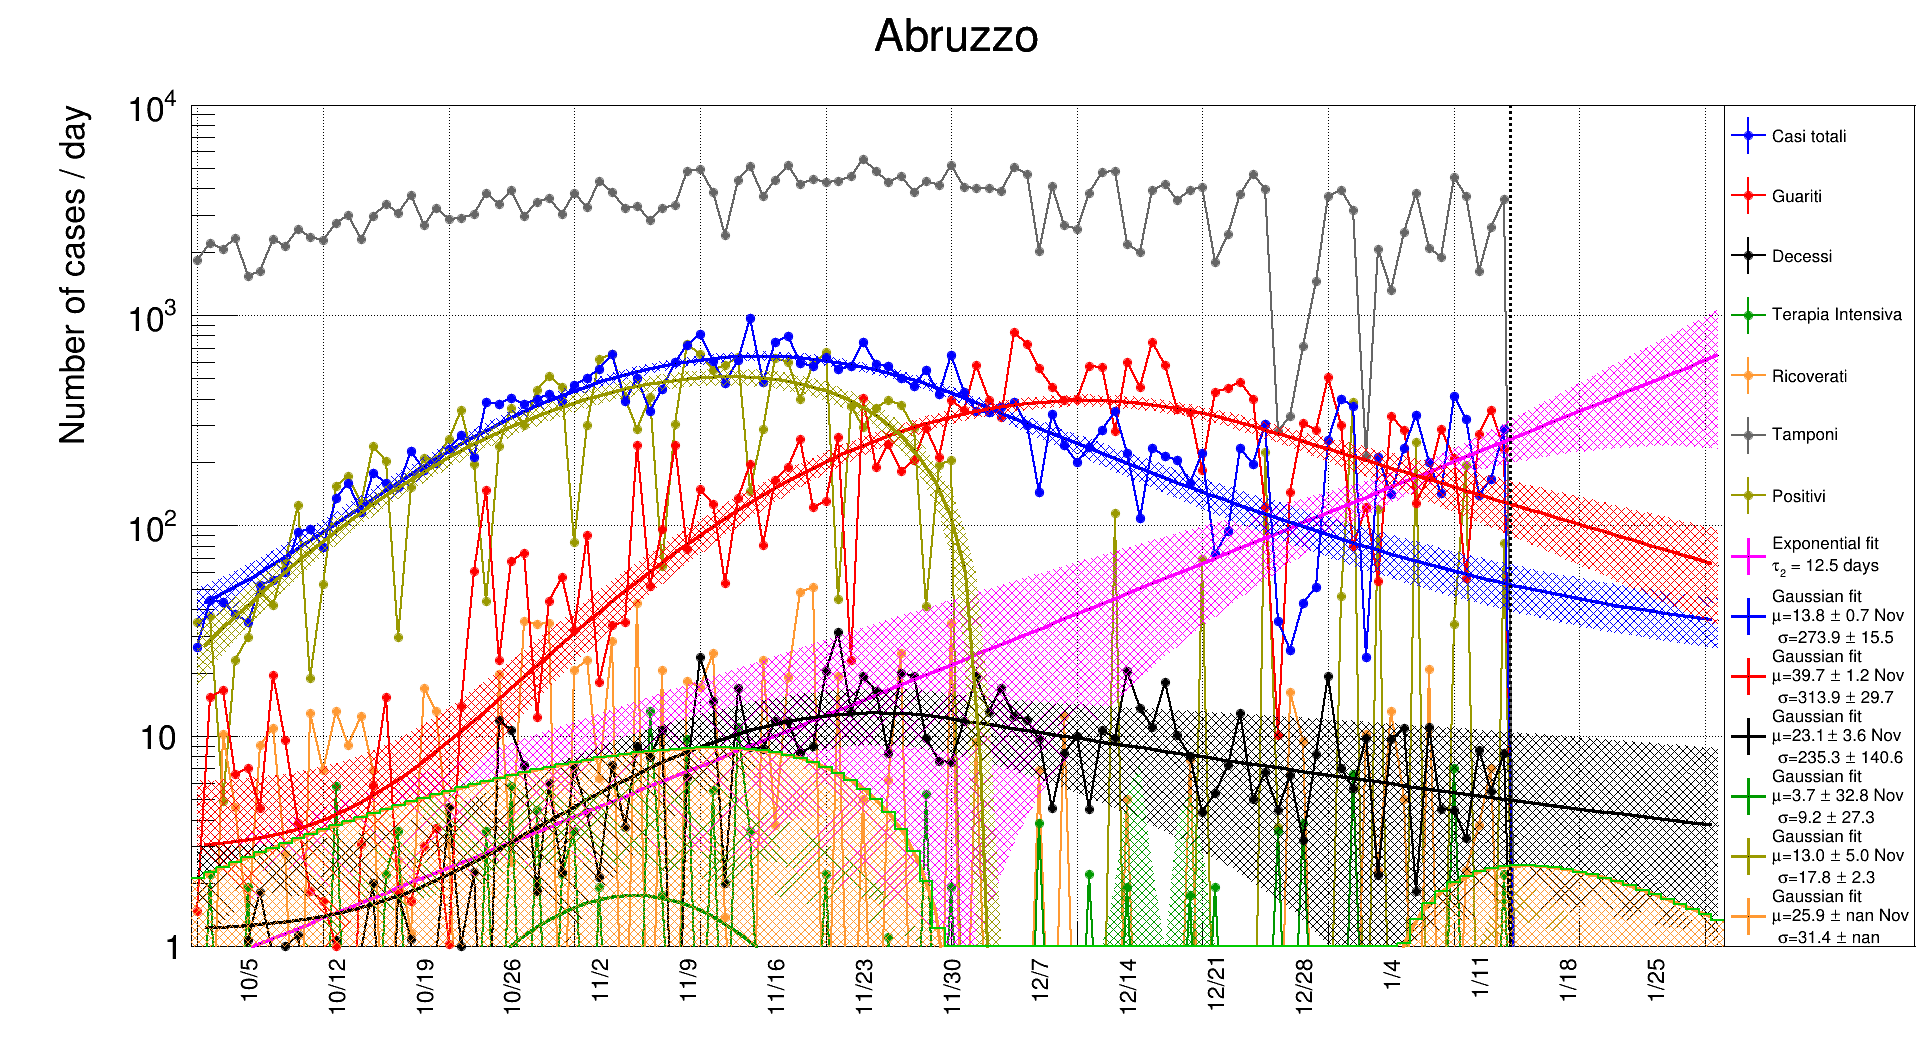 Abruzzo
Number of cases / day
10^4
10^3
10^2
10
1
10/5
10/12
10/19
10/26
11/2
11/9
11/16
11/23
11/30
12/7
12/14
12/21
12/28
1/4
1/11
1/18
1/25
Casi totali
Guariti
Decessi
Terapia Intensiva
Ricoverati
Tamponi
Positivi
Exponential fit
τ₂ = 12.5 days
Gaussian fit
μ=13.8 ± 0.7 Nov
σ=273.9 ± 15.5
Gaussian fit
μ=39.7 ± 1.2 Nov
σ=313.9 ± 29.7
Gaussian fit
μ=23.1 ± 3.6 Nov
σ=235.3 ± 140.6
Gaussian fit
μ=3.7 ± 32.8 Nov
σ=9.2 ± 27.3
Gaussian fit
μ=13.0 ± 5.0 Nov
σ=17.8 ± 2.3
Gaussian fit
μ=25.9 ± nan Nov
σ=31.4 ± nan